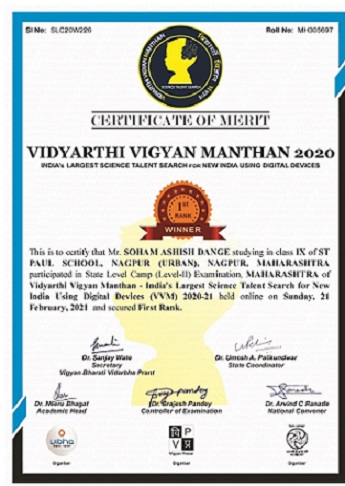 Sl No: SLC20W226
Roll No: MH306697
VIDYARTHI VIGYAN MANTHAN
SCIENCE TALENT SEARCH
CERTIFICATE OF MERIT
VIDYARTHI VIGYAN MANTHAN 2020
INDIA's LARGEST SCIENCE TALENT SEARCH FOR NEW INDIA USING DIGITAL DEVICES
1ST
RANK
WINNER
This is to certify that Mr. SOHAM ASHISH DANGE studying in class IX of ST
PAUL SCHOOL, NAGPUR (URBAN), NAGPUR, MAHARASHTRA
participated in State Level Camp (Level-II) Examination, MAHARASHTRA of
Vidyarthi Vigyan Manthan - India's Largest Science Talent Search for New
India Using Digital Devices (VVM) 2020-21 held online on Sunday, 21
February, 2021 and secured First Rank.
Dr. Sanjay Wate
Secretary
Vigyan Bharati Vidarbha Prant
Dr. Umesh A. Palikundwar
State Coordinator
Dr. Mayuri Bhagat
Academic Head
Dr. Brajesh Pandey
Controller of Examination
Dr. Arvind C Ranade
National Convener
vibha
VP
Vigyan Prasar
Organiser
Organiser
Organiser